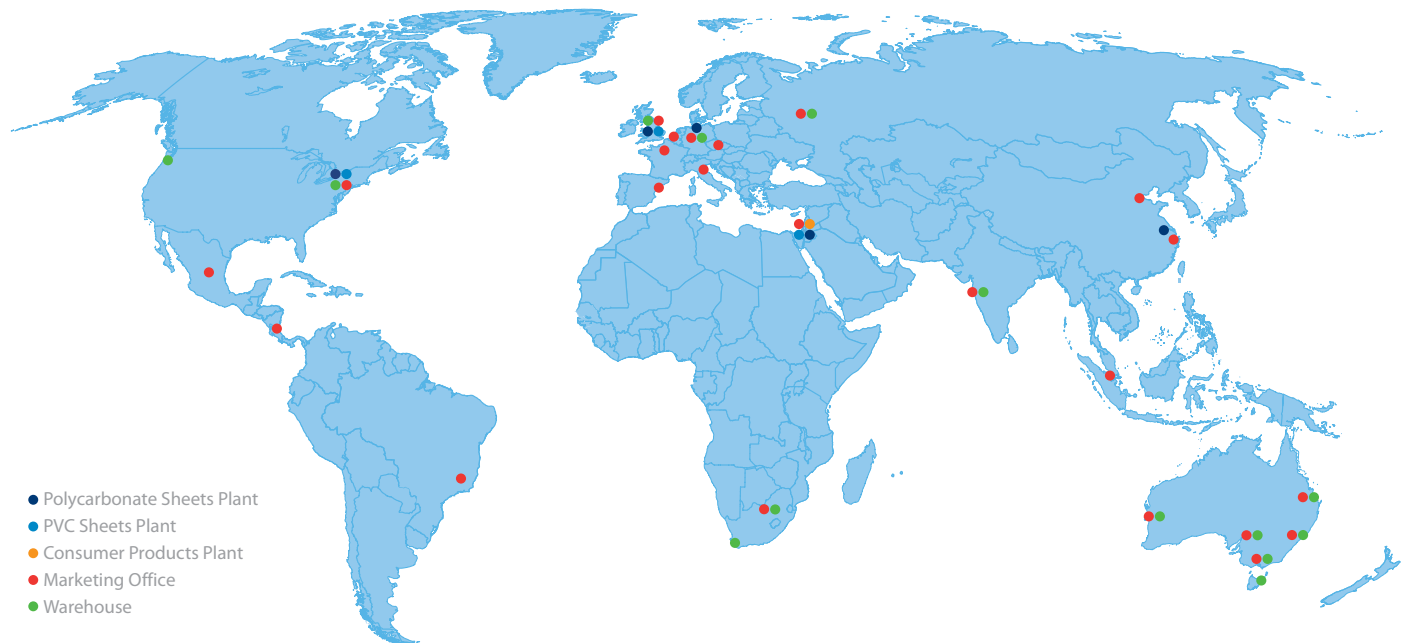 Polycarbonate Sheets Plant
PVC Sheets Plant
Consumer Products Plant
Marketing Office
Warehouse